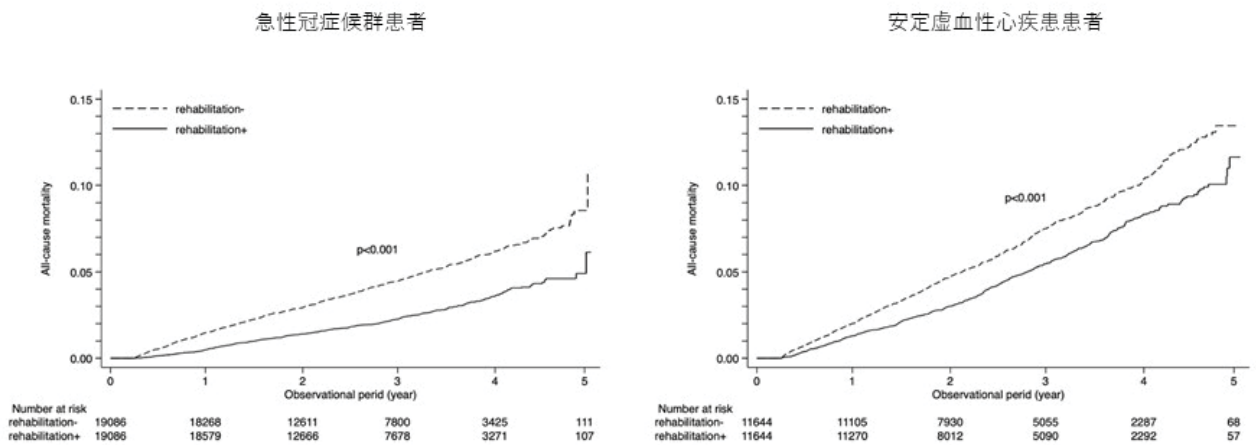 急性冠症候群患者
0.15
0.10
0.05
0.00
All-cause mortality
rehabilitation-
rehabilitation+
p<0.001
0 1 2 3 4 5
Observational perid (year)
Number at risk
rehabilitation- 19086 18268 12611 7800 3425 111
rehabilitation+ 19086 18579 12666 7678 3271 107
安定虚血性心疾患患者
0.15
0.10
0.05
0.00
All-cause mortality
rehabilitation-
rehabilitation+
p<0.001
0 1 2 3 4 5
Observational perid (year)
Number at risk
rehabilitation- 11644 11105 7930 5055 2287 68
rehabilitation+ 11644 11270 8012 5090 2292 57